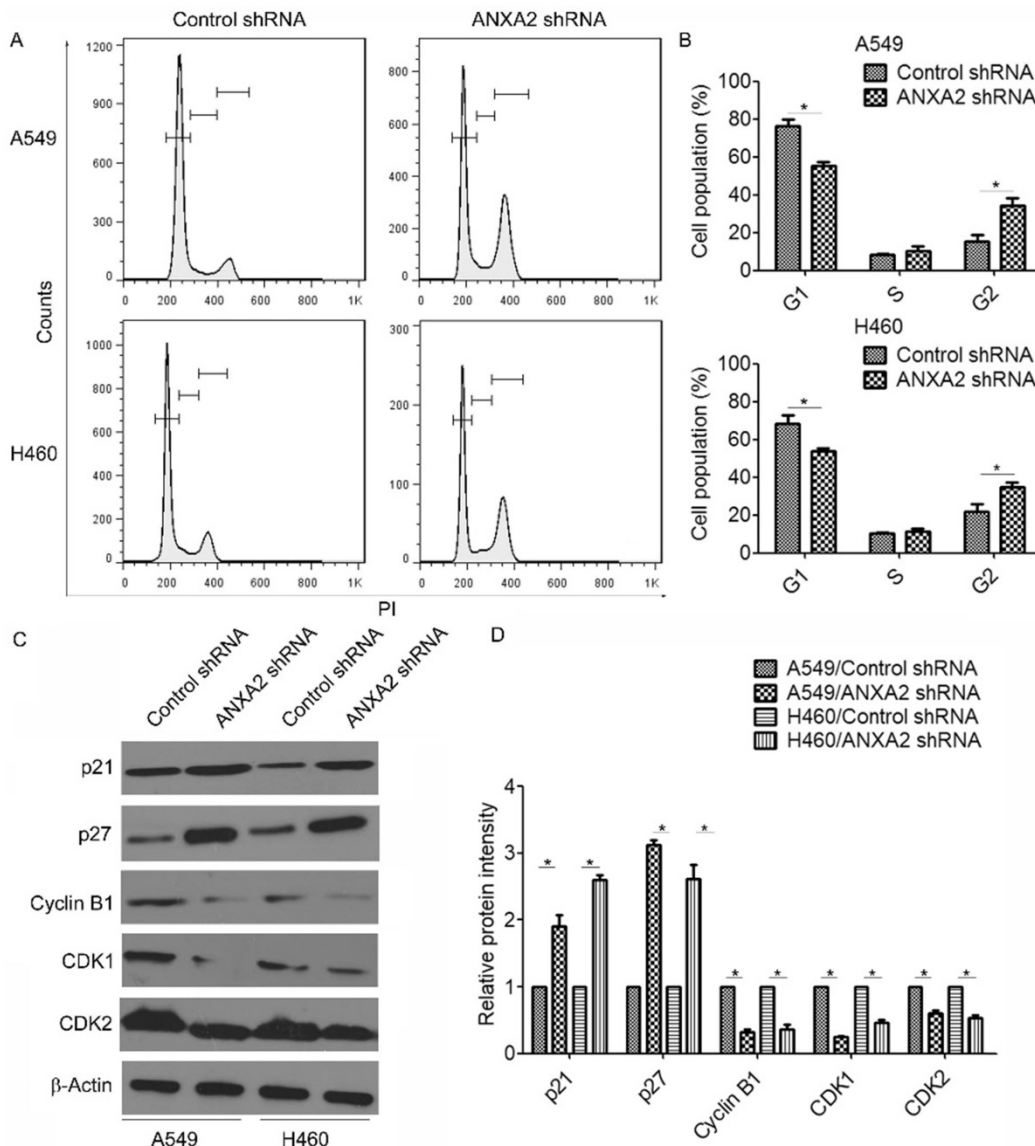 Control shRNA
ANXA2 shRNA
A
B
A549
Control shRNA
ANXA2 shRNA
A549
1200
900
600
300
0
0 200 400 600 800 1K
800
600
400
200
0
0 200 400 600 800 1K
Cell population (%)
100
80
60
40
20
0
* *
G1 S G2
Counts
H460
1000
800
600
400
200
0
0 200 400 600 800 1K
300
200
100
0
0 200 400 600 800 1K
PI
H460
Control shRNA
ANXA2 shRNA
Cell population (%)
100
80
60
40
20
0
* *
G1 S G2
C
Control shRNA
ANXA2 shRNA
Control shRNA
ANXA2 shRNA
p21
p27
Cyclin B1
CDK1
CDK2
β-Actin
A549 H460
D
A549/Control shRNA
A549/ANXA2 shRNA
H460/Control shRNA
H460/ANXA2 shRNA
Relative protein intensity
4
3
2
1
0
* * * * * * * * * *
p21 p27 Cyclin B1 CDK1 CDK2